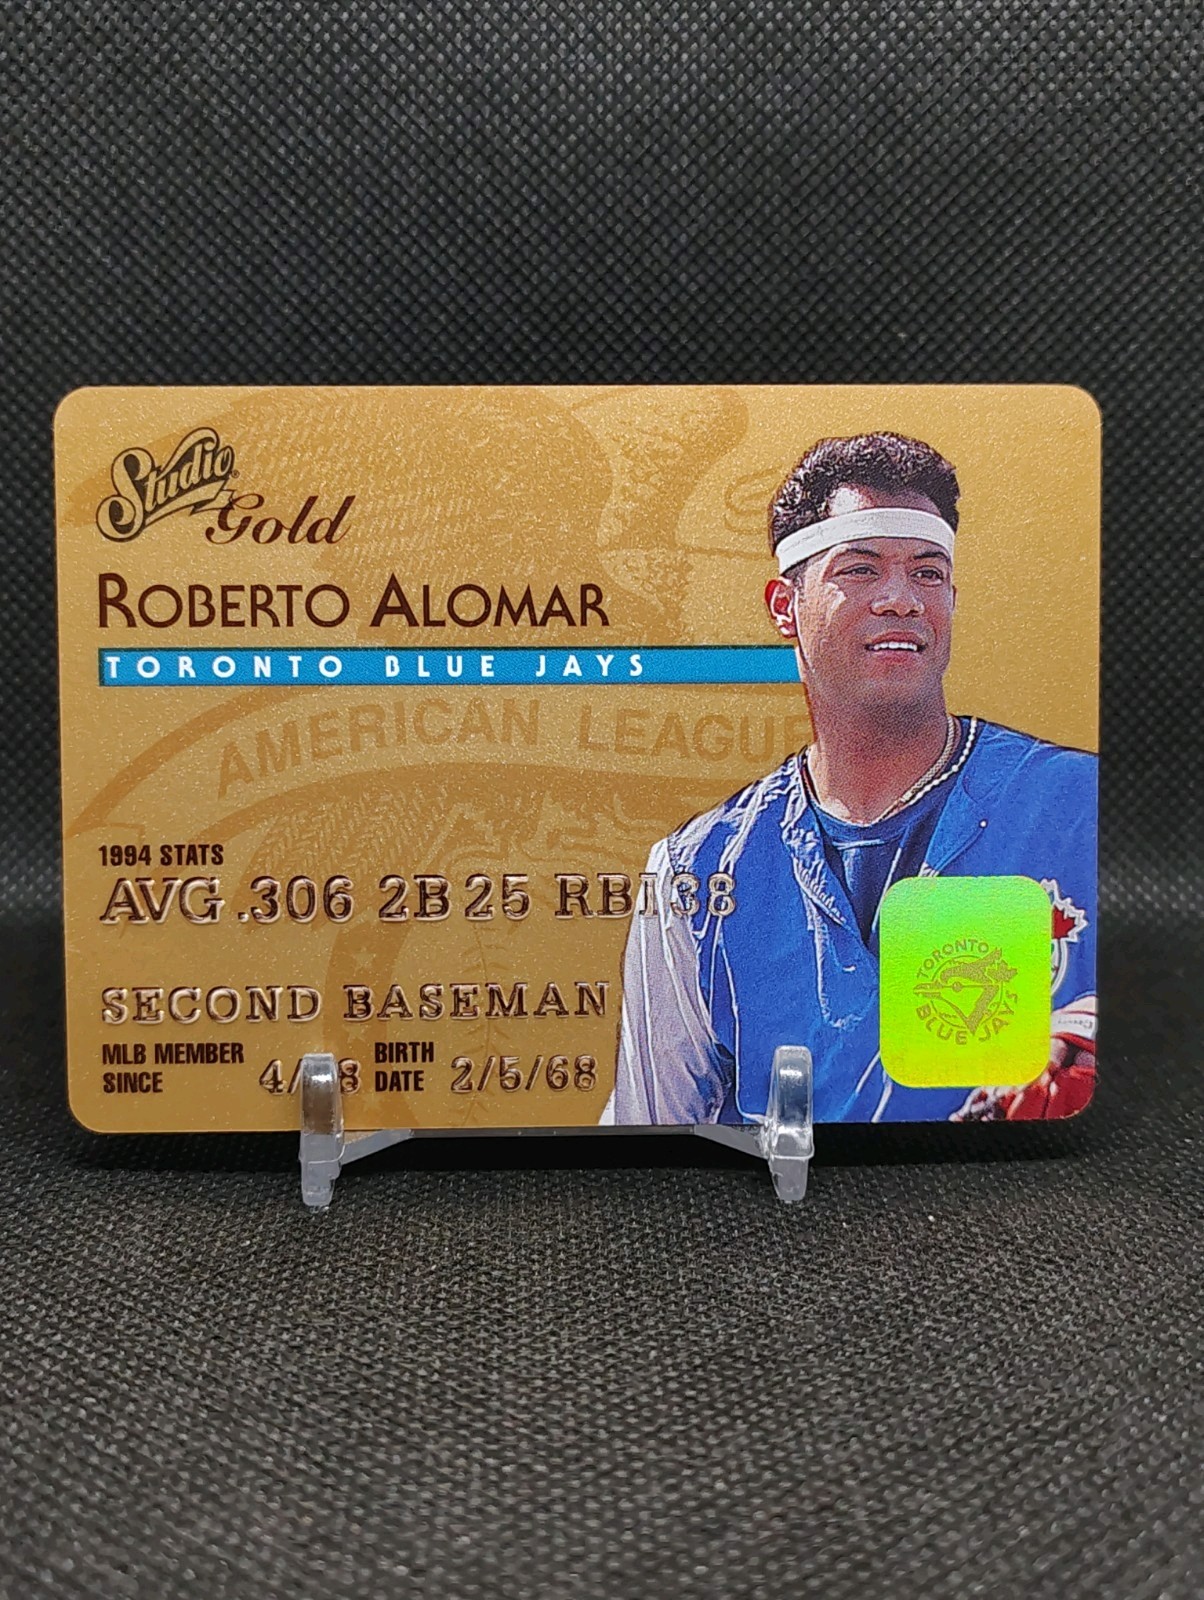 Studio
Gold
ROBERTO ALOMAR
TORONTO BLUE JAYS
AMERICAN LEAGUE
1994 STATS
AVG .306 2B 25 RBI 38
SECOND BASEMAN
MLB MEMBER SINCE
BIRTH DATE 2/5/68
TORONTO
BLUE JAYS